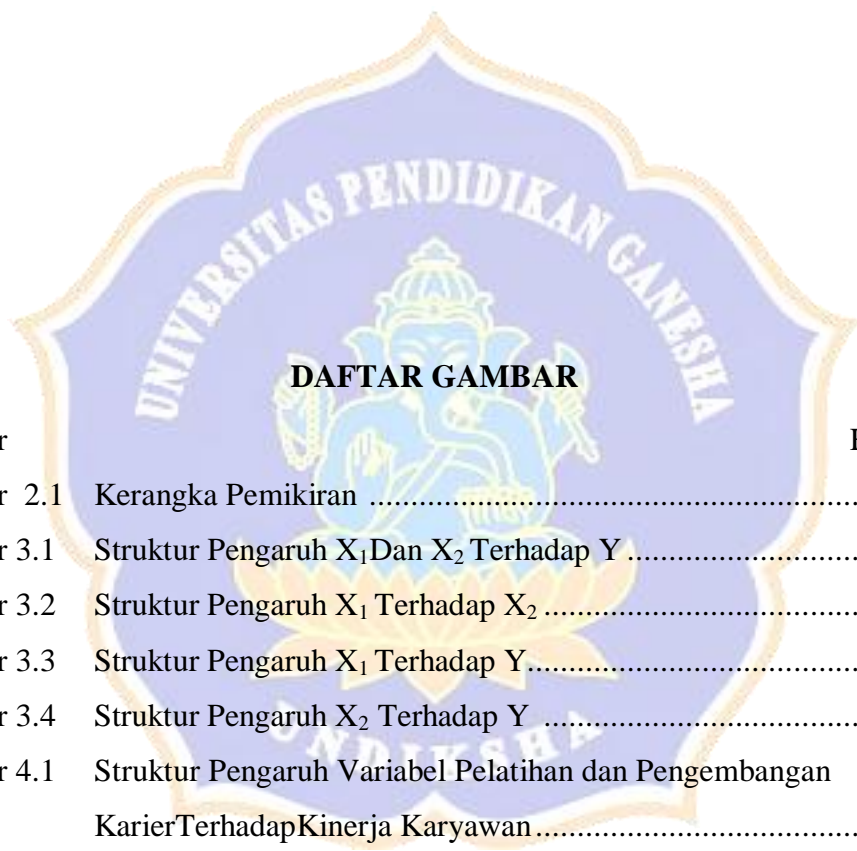 UNIVERSITAS PENDIDIKAN GANESHA
DAFTAR GAMBAR
r
r 2.1 Kerangka Pemikiran ........................................................
r 3.1 Struktur Pengaruh X₁Dan X₂ Terhadap Y ..........................
r 3.2 Struktur Pengaruh X₁ Terhadap X₂ ...................................
r 3.3 Struktur Pengaruh X₁ Terhadap Y.....................................
r 3.4 Struktur Pengaruh X₂ Terhadap Y ....................................
UNDIKSHA
r 4.1 Struktur Pengaruh Variabel Pelatihan dan Pengembangan
KarierTerhadapKinerja Karyawan.....................................